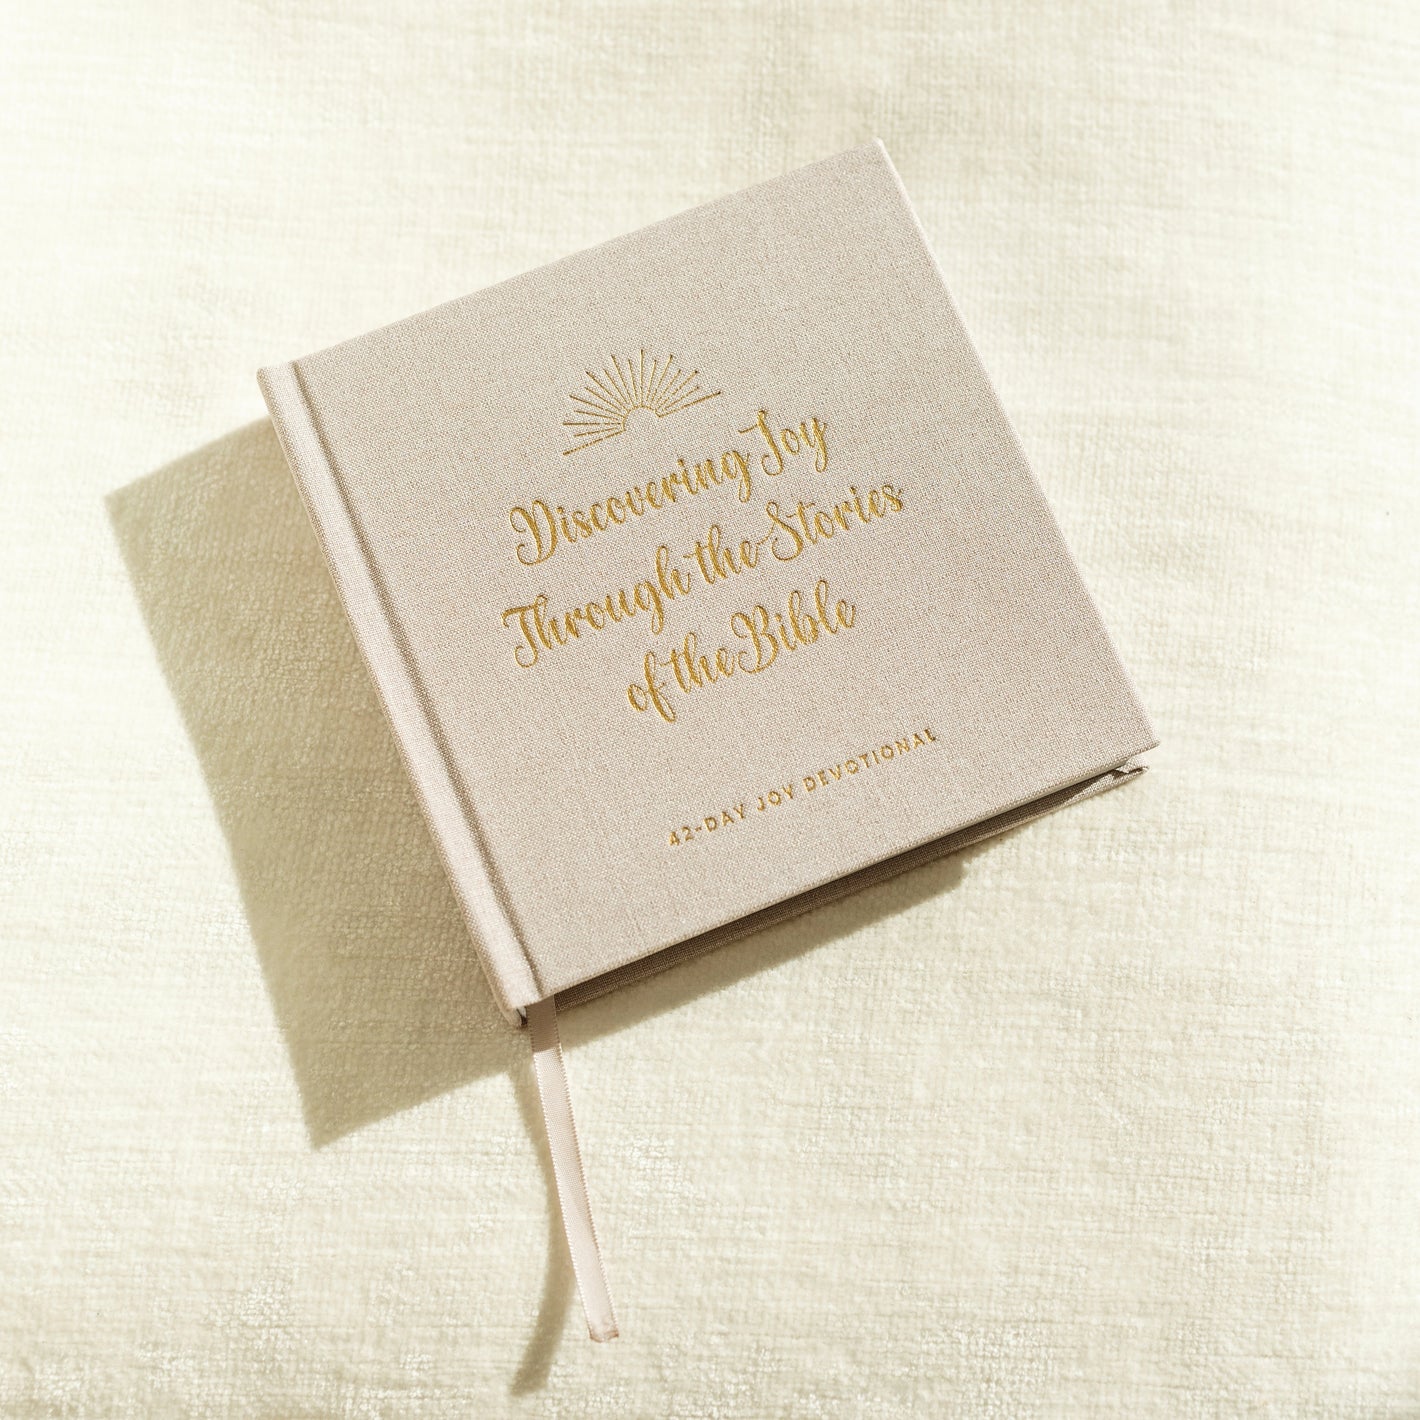 Discovering Joy
Through the Stories
of the Bible
42-DAY JOY DEVOTIONAL